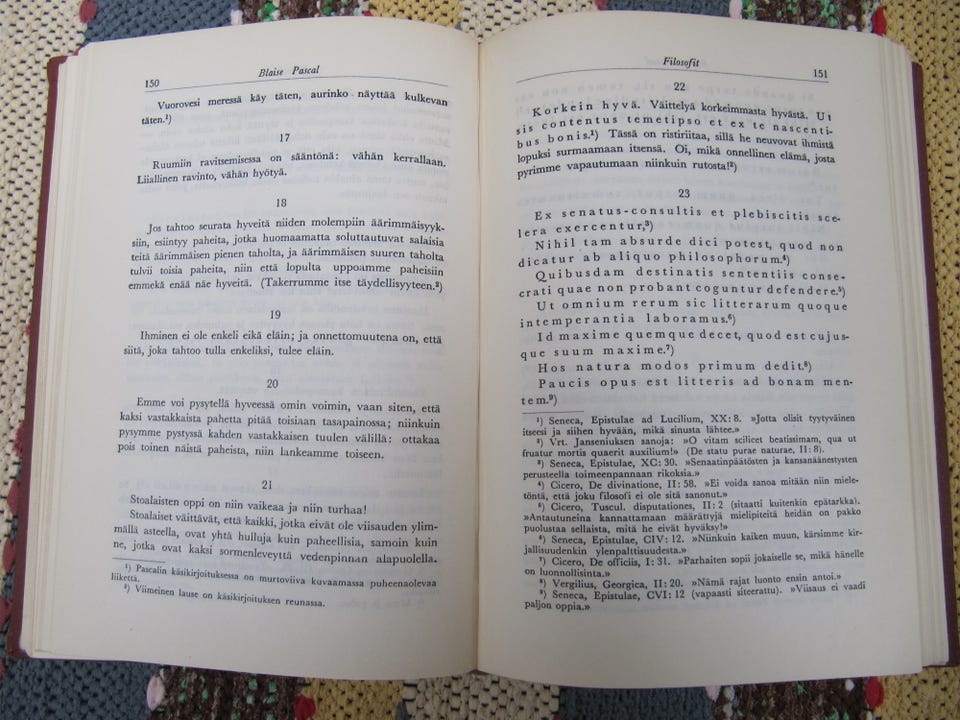 150
Blaise Pascal
Vuorovesi meressä käy täten, aurinko näyttää kulkevan
täten.¹)
17
Ruumiin ravitsemisessa on sääntönä: vähän kerrallaan.
Liiallinen ravinto, vähän hyötyä.
18
Jos tahtoo seurata hyveitä niiden molempiin äärimmäisyyk-
siin, esiintyy paheita, jotka huomaamatta soluttautuvat salaisia
teitä äärimmäisen pienen taholta, ja äärimmäisen suuren taholta
tulvii toisia paheita, niin että lopulta uppoamme paheisiin
emmekä enää näe hyveitä. (Takerrumme itse täydellisyyteen.²)
19
Ihminen ei ole enkeli eikä eläin; ja onnettomuutena on, että
siitä, joka tahtoo tulla enkeliksi, tulee eläin.
20
Emme voi pysytellä hyveessä omin voimin, vaan siten, että
kaksi vastakkaista pahetta pitää toisiaan tasapainossa; niinkuin
pysymme pystyssä kahden vastakkaisen tuulen välillä: ottakaa
pois toinen näistä paheista, niin lankeamme toiseen.
21
Stoalaisten oppi on niin vaikeaa ja niin turhaa!
Stoalaiset väittävät, että kaikki, jotka eivät ole viisauden ylim-
mällä asteella, ovat yhtä hulluja kuin paheellisia, samoin kuin
ne, jotka ovat kaksi sormenleveyttä vedenpinnan alapuolella.
¹) Pascalin käsikirjoituksessa on murtoviiva kuvaamassa puheenaolevaa
liikettä.
²) Viimeinen lause on käsikirjoituksen reunassa.
Filosofit
151
22
Korkein hyvä. Väittelyä korkeimmasta hyvästä. Ut
sis contentus temetipso et ex te nascenti-
bus bonis.¹) Tässä on ristiriitaa, sillä he neuvovat ihmistä
lopuksi surmaamaan itsensä. Oi, mikä onnellinen elämä, josta
pyrimme vapautumaan niinkuin rutosta!²)
23
Ex senatus-consultis et plebiscitis sce-
lera exercentur,³)
Nihil tam absurde dici potest, quod non
dicatur ab aliquo philosophorum.⁴)
Quibusdam destinatis sententiis conse-
crati quae non probant coguntur defendere.⁵)
Ut omnium rerum sic litterarum quoque
intemperantia laboramus.⁶)
Id maxime quemque decet, quod est cujus-
que suum maxime.⁷)
Hos natura modos primum dedit.⁸)
Paucis opus est litteris ad bonam men-
tem.⁹)
¹) Seneca, Epistulae ad Lucilium, XX: 8. »Jotta olisit tyytyväinen
itseesi ja siihen hyvään, mikä sinusta lähtee.»
²) Vrt. Janseniuksen sanoja: »O vitam scilicet beatissimam, qua ut
fruatur mortis quaerit auxilium!» (De statu purae naturae, II: 8).
³) Seneca, Epistulae, XC: 30. »Senaatinpäätösten ja kansanäänestysten
perusteella toimeenpannaan rikoksia.»
⁴) Cicero, De divinatione, II: 58. »Ei voida sanoa mitään niin miele-
töntä, että joku filosofi ei ole sitä sanonut.»
⁵) Cicero, Tuscul. disputationes, II: 2 (sitaatti kuitenkin epätarkka).
»Antautuneina kannattamaan määrättyjä mielipiteitä heidän on pakko
puolustaa sellaista, mitä he eivät hyväksy!»
⁶) Seneca, Epistulae, CIV: 12. »Niinkuin kaiken muun, kärsimme kir-
jallisuudenkin ylenpalttisuudesta.»
⁷) Cicero, De officiis, I: 31. »Parhaiten sopii jokaiselle se, mikä hänelle
on luonnollisinta.»
⁸) Vergilius, Georgica, II: 20. »Nämä rajat luonto ensin antoi.»
⁹) Seneca, Epistulae, CVI: 12 (vapaasti siteerattu). »Viisaus ei vaadi
paljon oppia.»